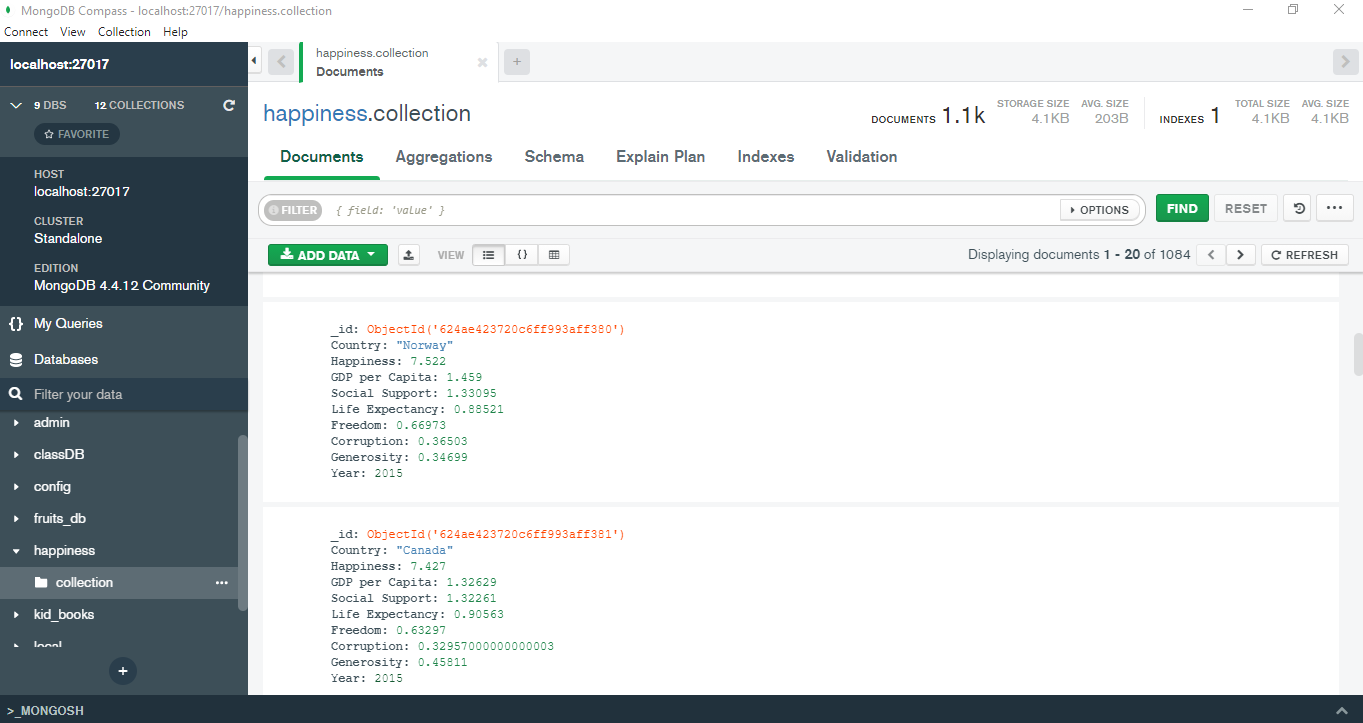 MongoDB Compass - localhost:27017/happiness.collection
Connect View Collection Help
localhost:27017
9 DBS 12 COLLECTIONS
FAVORITE
HOST
localhost:27017
CLUSTER
Standalone
EDITION
MongoDB 4.4.12 Community
My Queries
Databases
Filter your data
admin
classDB
config
fruits_db
happiness
collection
kid_books
local
happiness.collection
Documents
happiness.collection
DOCUMENTS 1.1k
STORAGE SIZE
4.1KB
AVG. SIZE
203B
INDEXES 1
TOTAL SIZE
4.1KB
AVG. SIZE
4.1KB
Documents Aggregations Schema Explain Plan Indexes Validation
FILTER { field: 'value' } OPTIONS FIND RESET
ADD DATA VIEW Displaying documents 1 - 20 of 1084 REFRESH
_id: ObjectId('624ae423720c6ff993aff380')
Country: "Norway"
Happiness: 7.522
GDP per Capita: 1.459
Social Support: 1.33095
Life Expectancy: 0.88521
Freedom: 0.66973
Corruption: 0.36503
Generosity: 0.34699
Year: 2015
_id: ObjectId('624ae423720c6ff993aff381')
Country: "Canada"
Happiness: 7.427
GDP per Capita: 1.32629
Social Support: 1.32261
Life Expectancy: 0.90563
Freedom: 0.63297
Corruption: 0.32957000000000003
Generosity: 0.45811
Year: 2015
>_MONGOSH